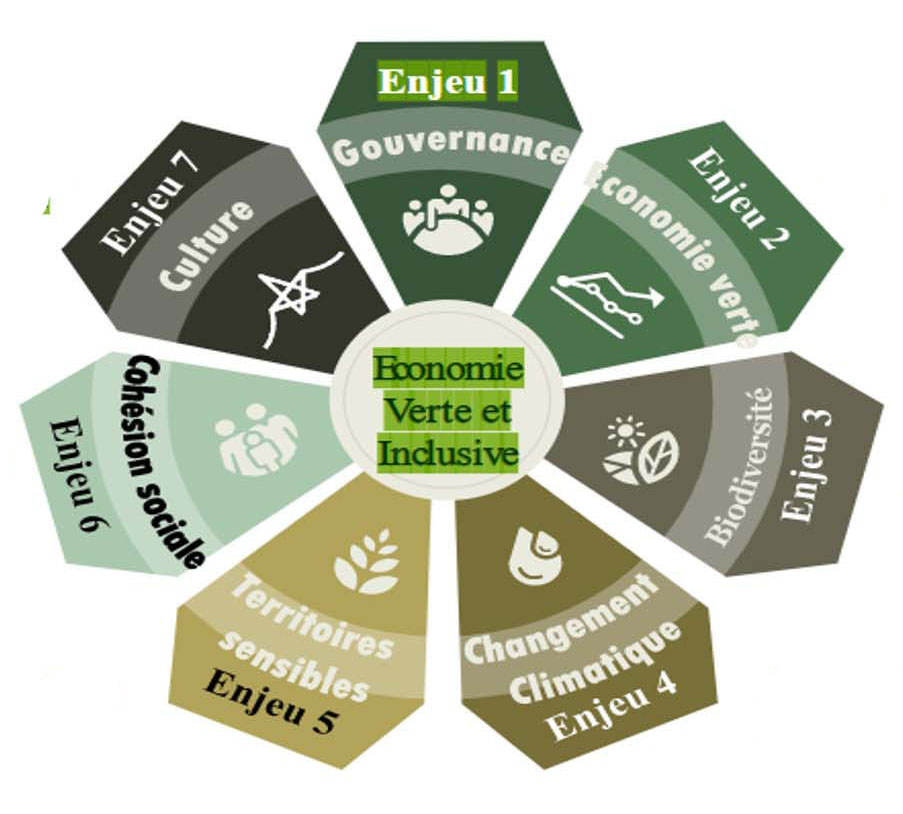 Enjeu 1
Gouvernance
Enjeu 2
Economie verte
Enjeu 3
Biodiversité
Enjeu 4
Changement
Climatique
Enjeu 5
Territoires
sensibles
Enjeu 6
Cohésion sociale
Enjeu 7
Culture
Economie
Verte et
Inclusive